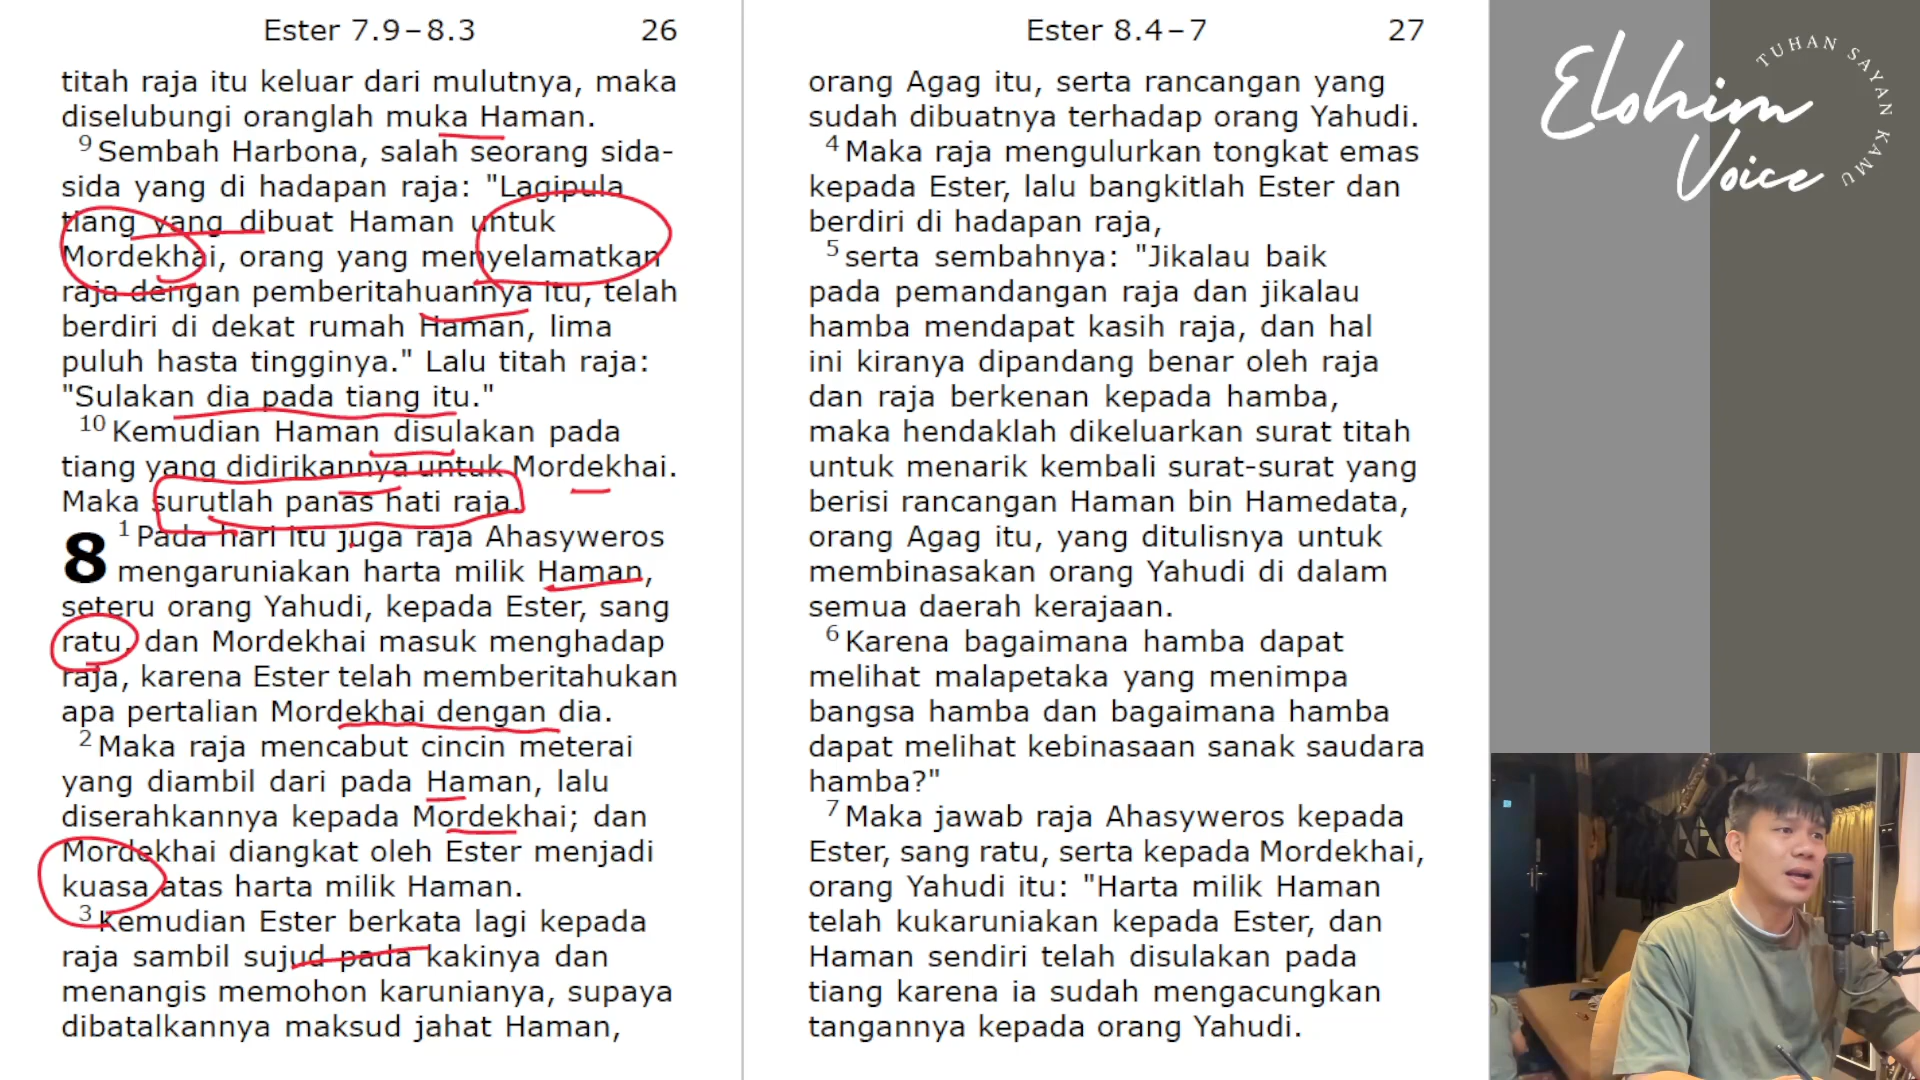 Ester 7.9–8.3
26
titah raja itu keluar dari mulutnya, maka
diselubungi oranglah muka Haman.
9 Sembah Harbona, salah seorang sida-
sida yang di hadapan raja: "Lagipula
tiang yang dibuat Haman untuk
Mordekhai, orang yang menyelamatkan
raja dengan pemberitahuannya itu, telah
berdiri di dekat rumah Haman, lima
puluh hasta tingginya." Lalu titah raja:
"Sulakan dia pada tiang itu."
10 Kemudian Haman disulakan pada
tiang yang didirikannya untuk Mordekhai.
Maka surutlah panas hati raja.
8 1 Pada hari itu juga raja Ahasyweros
mengaruniakan harta milik Haman,
seteru orang Yahudi, kepada Ester, sang
ratu, dan Mordekhai masuk menghadap
raja, karena Ester telah memberitahukan
apa pertalian Mordekhai dengan dia.
2 Maka raja mencabut cincin meterai
yang diambil dari pada Haman, lalu
diserahkannya kepada Mordekhai; dan
Mordekhai diangkat oleh Ester menjadi
kuasa atas harta milik Haman.
3 Kemudian Ester berkata lagi kepada
raja sambil sujud pada kakinya dan
menangis memohon karunianya, supaya
dibatalkannya maksud jahat Haman,
Ester 8.4–7
27
orang Agag itu, serta rancangan yang
sudah dibuatnya terhadap orang Yahudi.
4 Maka raja mengulurkan tongkat emas
kepada Ester, lalu bangkitlah Ester dan
berdiri di hadapan raja,
5 serta sembahnya: "Jikalau baik
pada pemandangan raja dan jikalau
hamba mendapat kasih raja, dan hal
ini kiranya dipandang benar oleh raja
dan raja berkenan kepada hamba,
maka hendaklah dikeluarkan surat titah
untuk menarik kembali surat-surat yang
berisi rancangan Haman bin Hamedata,
orang Agag itu, yang ditulisnya untuk
membinasakan orang Yahudi di dalam
semua daerah kerajaan.
6 Karena bagaimana hamba dapat
melihat malapetaka yang menimpa
bangsa hamba dan bagaimana hamba
dapat melihat kebinasaan sanak saudara
hamba?"
7 Maka jawab raja Ahasyweros kepada
Ester, sang ratu, serta kepada Mordekhai,
orang Yahudi itu: "Harta milik Haman
telah kukaruniakan kepada Ester, dan
Haman sendiri telah disulakan pada
tiang karena ia sudah mengacungkan
tangannya kepada orang Yahudi.
Elohim
Voice
TUHAN SAYAN KAMU